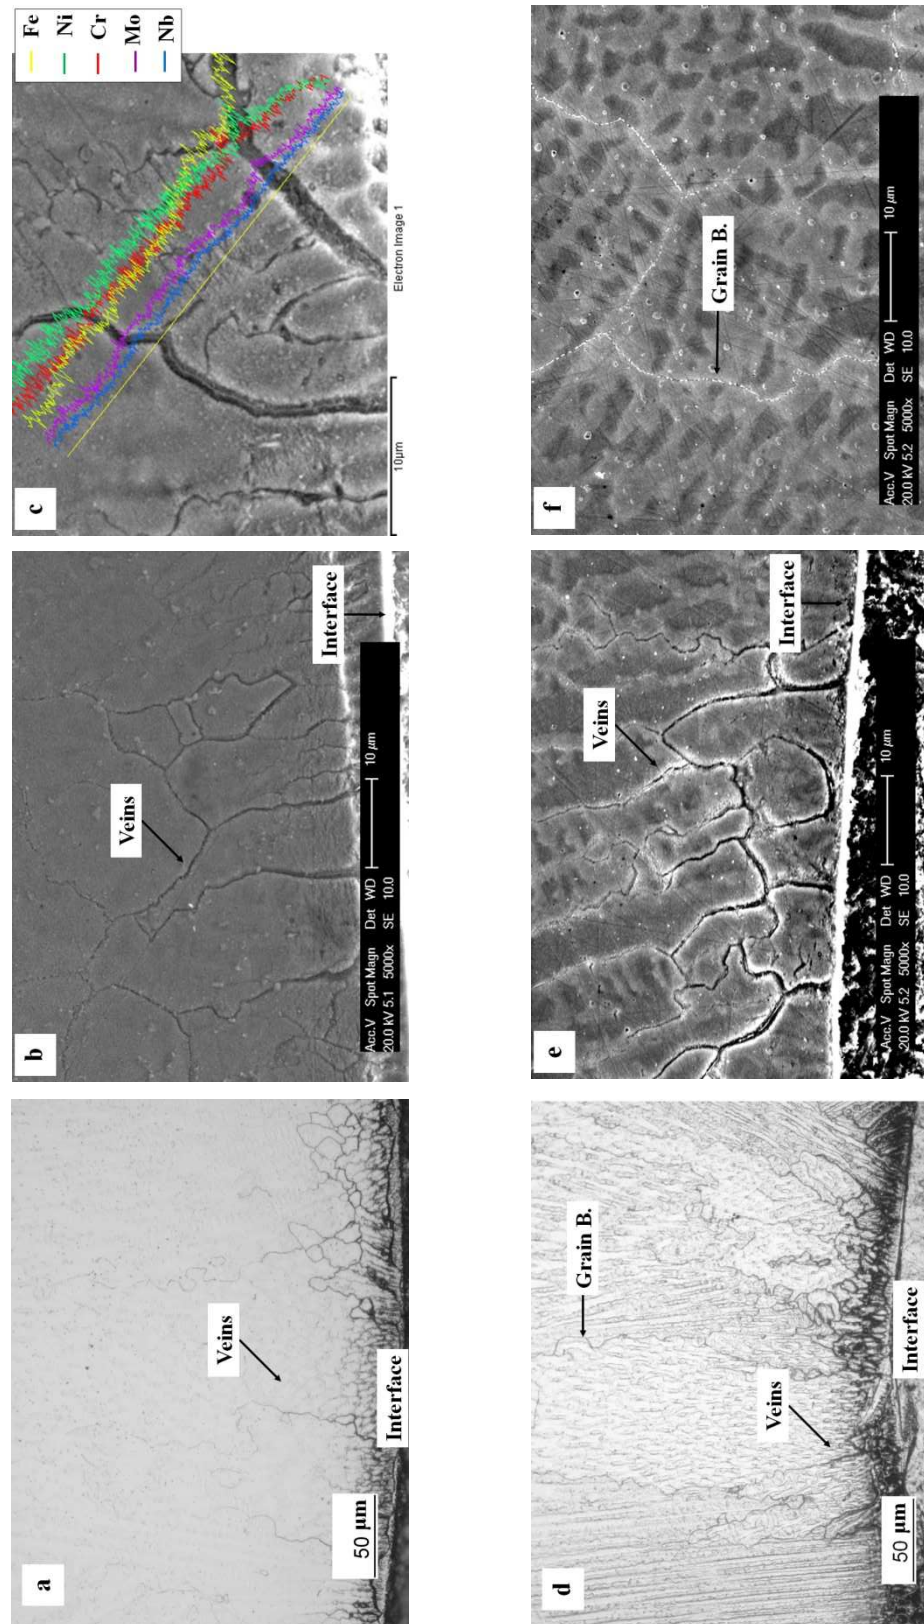 a
Veins
Interface
50 µm
b
Veins
Interface
Acc.V Spot Magn Det WD
20.0 kV 5.1 5000x SE 10.0
10 µm
c
Fe
Ni
Cr
Mo
Nb
10µm
Electron Image 1
d
Grain B.
Veins
Interface
50 µm
e
Veins
Interface
Acc.V Spot Magn Det WD
20.0 kV 5.2 5000x SE 10.0
10 µm
f
Grain B.
Acc.V Spot Magn Det WD
20.0 kV 5.2 5000x SE 10.0
10 µm